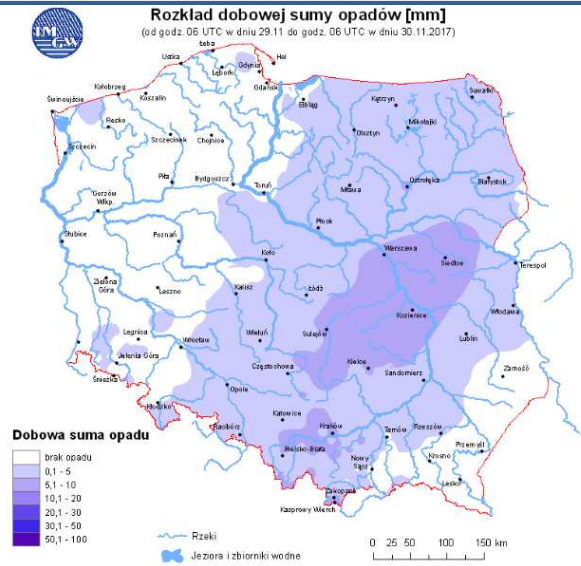 IM
GW
Rozkład dobowej sumy opadów [mm]
(od godz. 06 UTC w dniu 29.11 do godz. 06 UTC w dniu 30.11.2017)
Łeba
Ustka
Hel
Lębork
Gdynia
Gdańsk
Kołobrzeg
Koszalin
Elbląg
Kętrzyn
Suwałki
Świnoujście
Resko
Szczecinek
Chojnice
Olsztyn
Mikołajki
Szczecin
Piła
Bydgoszcz
Toruń
Mława
Ostrołęka
Białystok
Gorzów
Wlkp.
Płock
Słubice
Poznań
Koło
Warszawa
Siedlce
Terespol
Zielona
Góra
Leszno
Kalisz
Łódź
Kozienice
Włodawa
Legnica
Wrocław
Wieluń
Sulejów
Lublin
Jelenia Góra
Śnieżka
Częstochowa
Kielce
Sandomierz
Zamość
Kłodzko
Opole
Katowice
Racibórz
Kraków
Tarnów
Rzeszów
Bielsko-Biała
Nowy
Sącz
Krosno
Przemyśl
Lesko
Zakopane
Kasprowy Wierch
Dobowa suma opadu
brak opadu
0,1 - 5
5,1 - 10
10,1 - 20
20,1 - 30
30,1 - 50
50,1 - 100
Rzeki
Jeziora i zbiorniki wodne
0 25 50 100 150 km